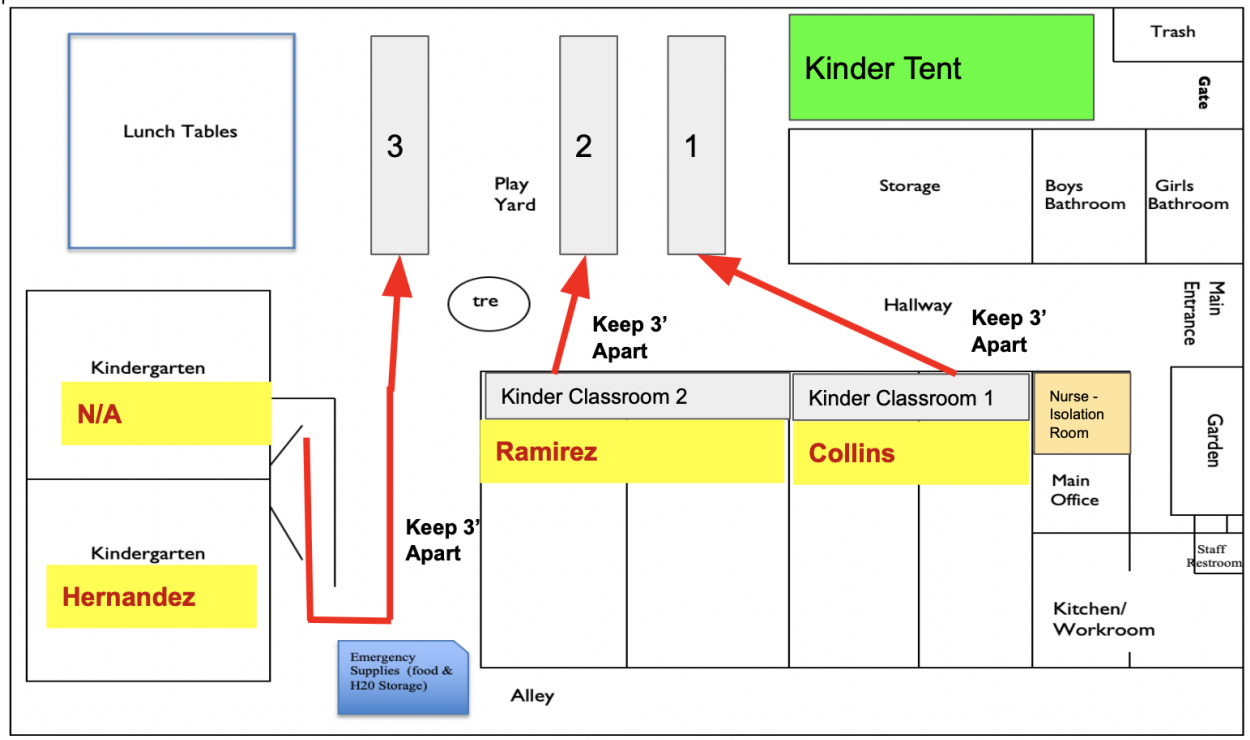 Trash
Kinder Tent
Gate
Lunch Tables
3
2
1
Play
Yard
Storage
Boys
Bathroom
Girls
Bathroom
tre
Hallway
Main
Entrance
Keep 3’
Apart
Keep 3’
Apart
Kindergarten
N/A
Kinder Classroom 2
Ramirez
Kinder Classroom 1
Collins
Nurse -
Isolation
Room
Garden
Main
Office
Keep 3’
Apart
Kindergarten
Hernandez
Staff
Restroom
Kitchen/
Workroom
Emergency
Supplies (food &
H20 Storage)
Alley